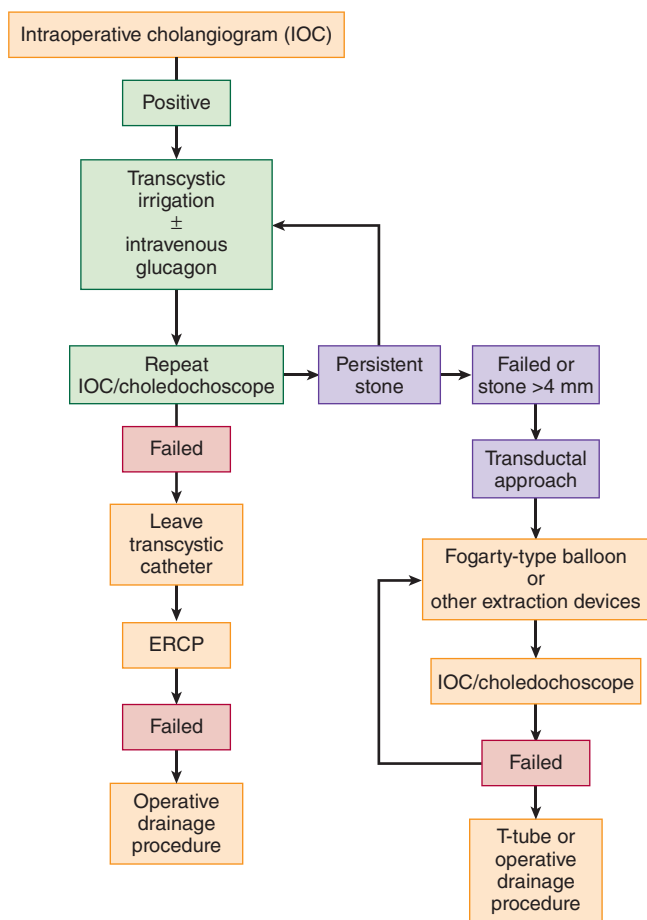 Intraoperative cholangiogram (IOC)
Positive
Transcystic
irrigation
±
intravenous
glucagon
Repeat
IOC/choledochoscope
Persistent
stone
Failed or
stone >4 mm
Failed
Transductal
approach
Leave
transcystic
catheter
Fogarty-type balloon
or
other extraction devices
ERCP
IOC/choledochoscope
Failed
Failed
Operative
drainage
procedure
T-tube or
operative
drainage
procedure